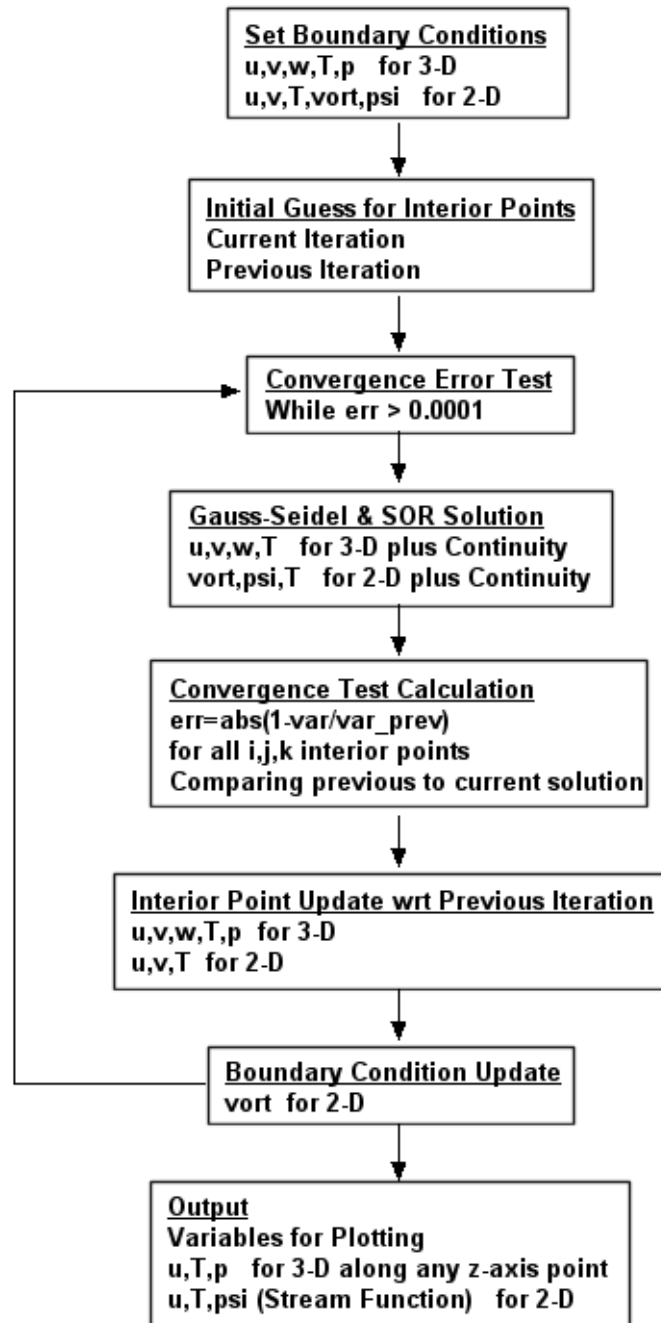 Set Boundary Conditions
u,v,w,T,p for 3-D
u,v,T,vort,psi for 2-D
Initial Guess for Interior Points
Current Iteration
Previous Iteration
Convergence Error Test
While err > 0.0001
Gauss-Seidel & SOR Solution
u,v,w,T for 3-D plus Continuity
vort,psi,T for 2-D plus Continuity
Convergence Test Calculation
err=abs(1-var/var_prev)
for all i,j,k interior points
Comparing previous to current solution
Interior Point Update wrt Previous Iteration
u,v,w,T,p for 3-D
u,v,T for 2-D
Boundary Condition Update
vort for 2-D
Output
Variables for Plotting
u,T,p for 3-D along any z-axis point
u,T,psi (Stream Function) for 2-D